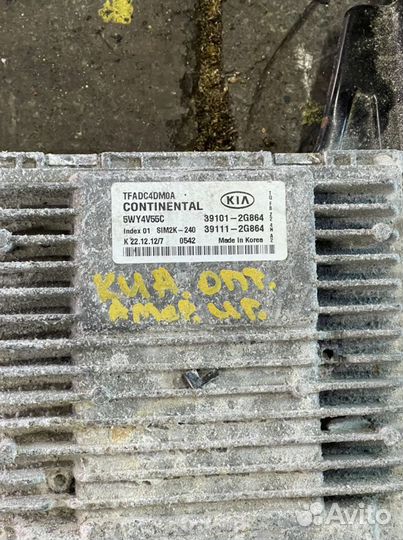 TFADC4DM0A
CONTINENTAL
KIA
5WY4V55C
39101-2G864
Index 01 SIM2K-240
39111-2G864
K 22.12.12/7 0542 Made in Korea
КИА. ОПТ.
Амер. иг.
Avito